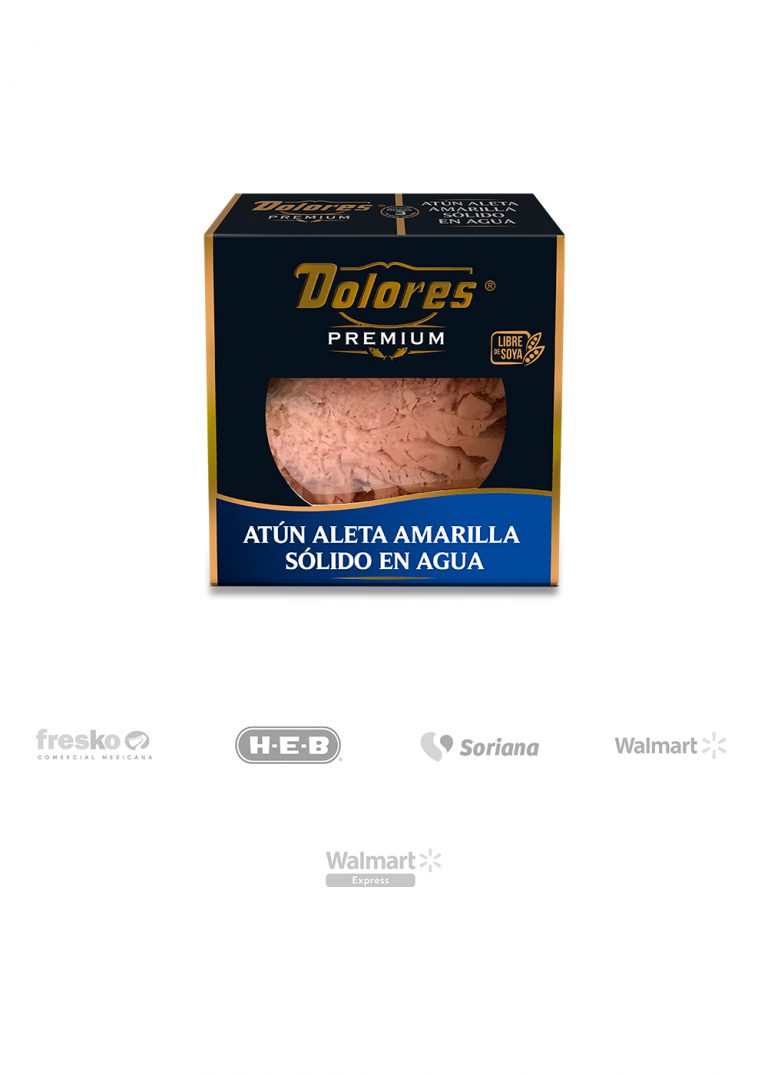 Dolores
PREMIUM
ATÚN ALETA
AMARILLA
SÓLIDO
EN AGUA
Dolores®
PREMIUM
LIBRE
DE SOYA
ATÚN ALETA AMARILLA
SÓLIDO EN AGUA
fresko
COMERCIAL MEXICANA
H-E-B®
Soriana
Walmart
Walmart
Express